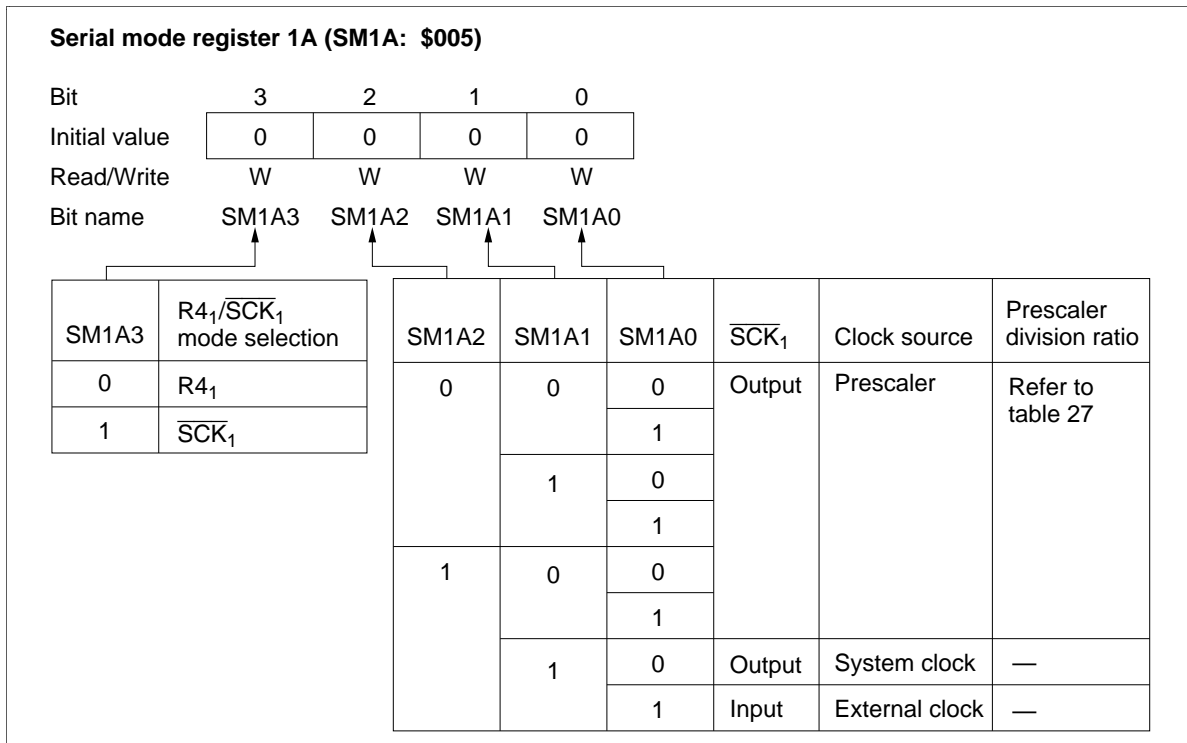 Serial mode register 1A (SM1A: $005)
Bit 3 2 1 0
Initial value 0 0 0 0
Read/Write W W W W
Bit name SM1A3 SM1A2 SM1A1 SM1A0
SM1A3 R4₁/S̅C̅K̅₁ mode selection
0 R4₁
1 S̅C̅K̅₁
SM1A2 SM1A1 SM1A0 S̅C̅K̅₁ Clock source Prescaler division ratio
0 0 0 Output Prescaler Refer to table 27
1
1 0
1
1 0 0
1
1 0 Output System clock —
1 Input External clock —